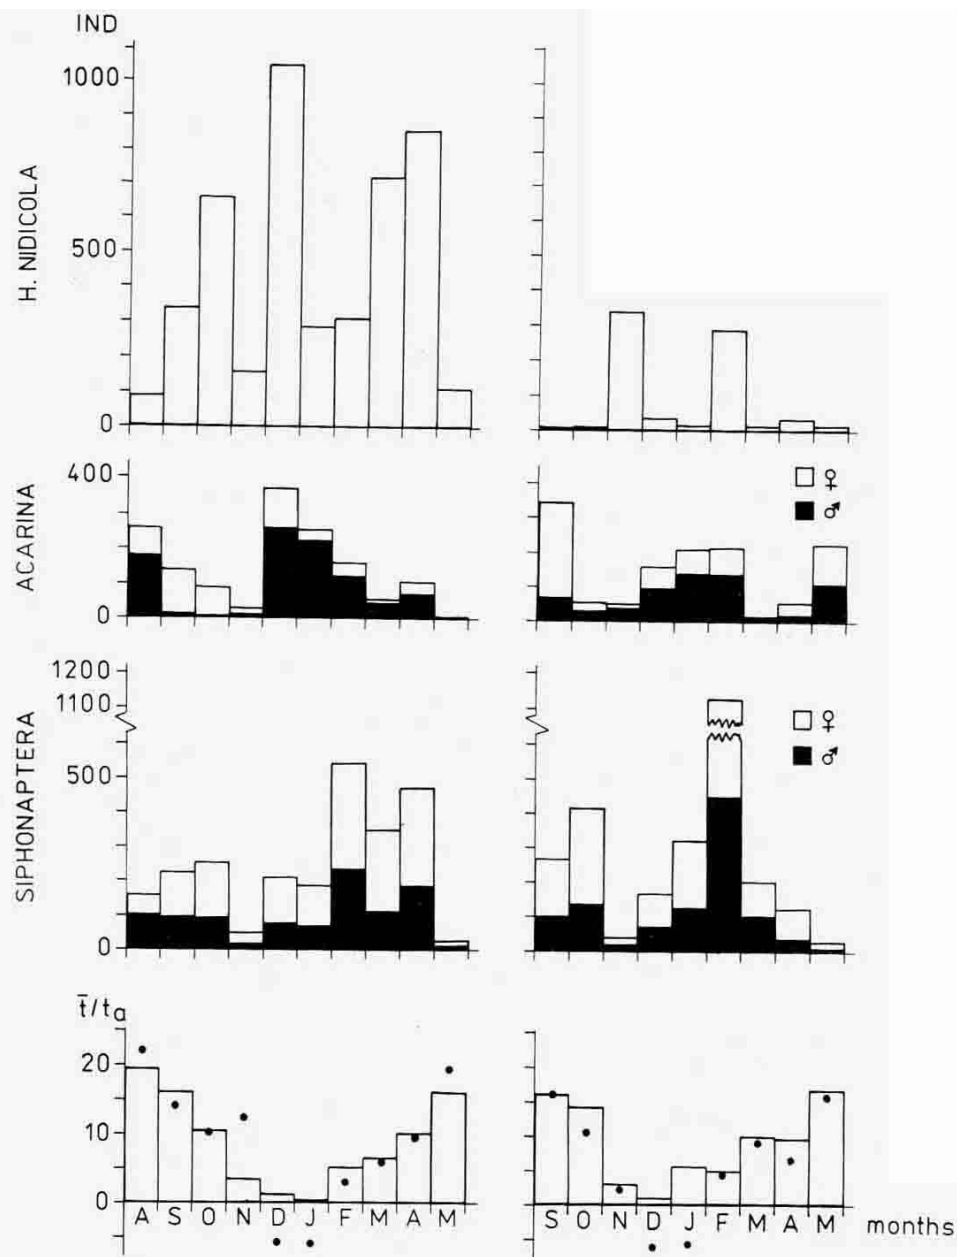 IND
1000
500
0
H. NIDICOLA
400
0
ACARINA
♀
♂
1200
1100
500
0
SIPHONAPTERA
♀
♂
t̄/ta
20
10
0
A S O N D J F M A M
S O N D J F M A M months